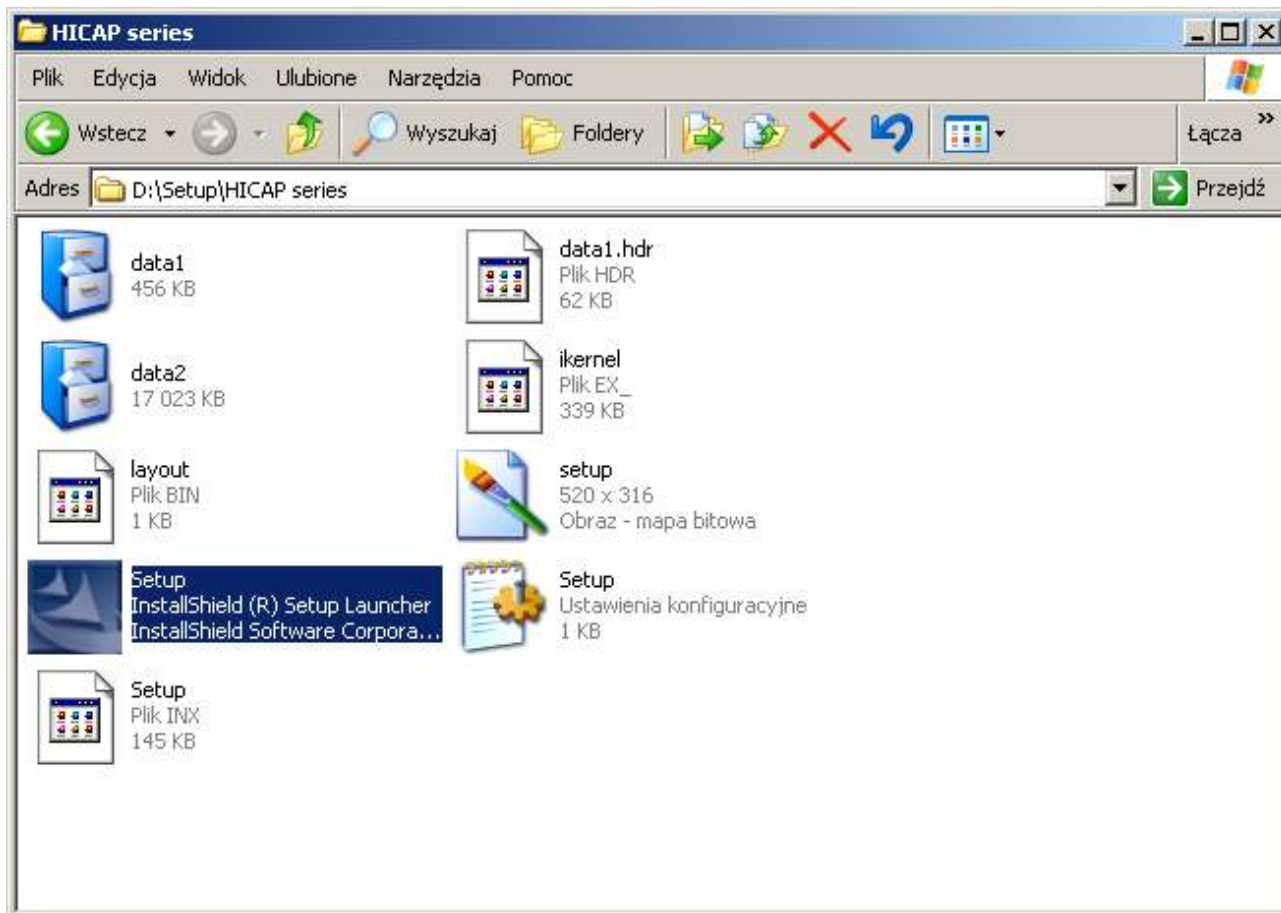 HICAP series
Plik Edycja Widok Ulubione Narzędzia Pomoc
Wstecz Wyszukaj Foldery Łącza »
Adres D:\Setup\HICAP series Przejdź
data1
456 KB
data1.hdr
Plik HDR
62 KB
data2
17 023 KB
ikernel
Plik EX_
339 KB
layout
Plik BIN
1 KB
setup
520 x 316
Obraz - mapa bitowa
Setup
InstallShield (R) Setup Launcher
InstallShield Software Corpora...
Setup
Ustawienia konfiguracyjne
1 KB
Setup
Plik INX
145 KB